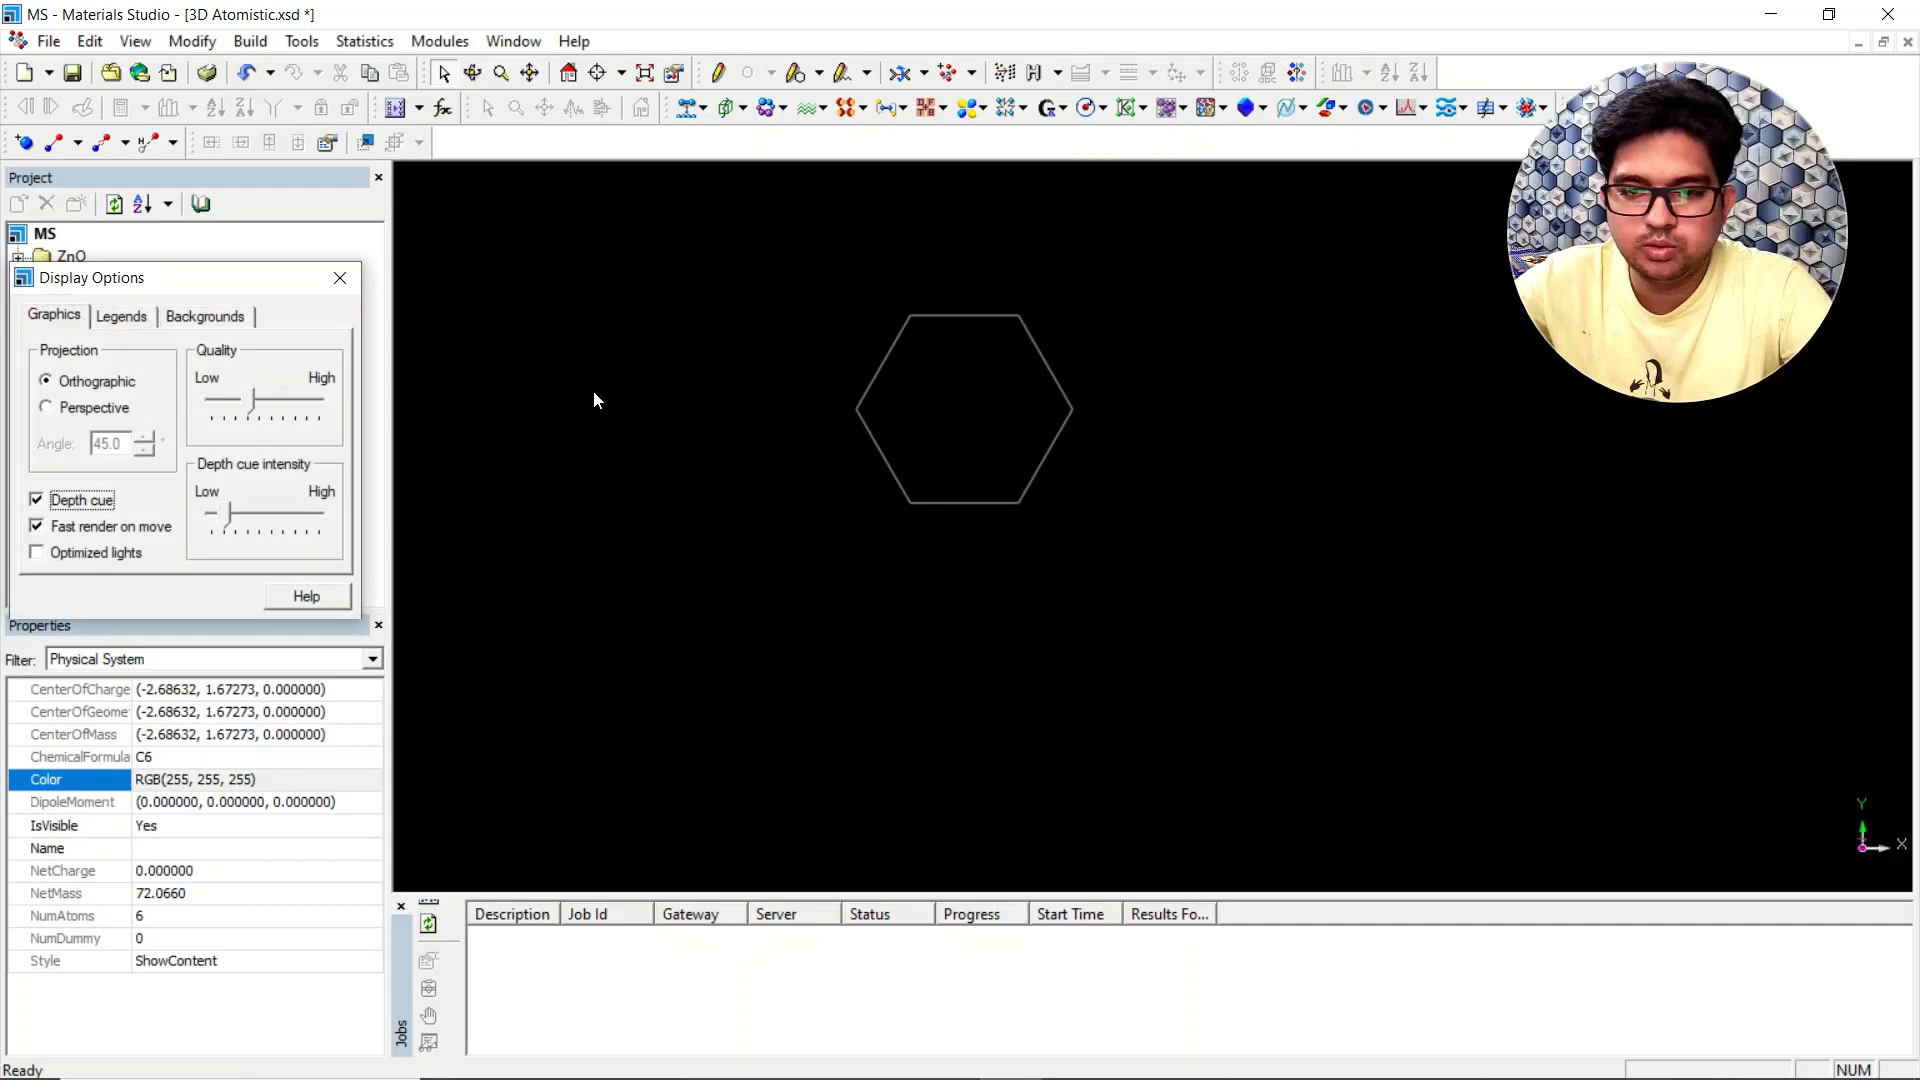 MS - Materials Studio - [3D Atomistic.xsd *]
File Edit View Modify Build Tools Statistics Modules Window Help
Project
MS
ZnO
Display Options
Graphics Legends Backgrounds
Projection
Orthographic
Perspective
Angle: 45.0 °
Quality
Low High
Depth cue intensity
Low High
Depth cue
Fast render on move
Optimized lights
Help
Properties
Filter: Physical System
CenterOfCharge (-2.68632, 1.67273, 0.000000)
CenterOfGeome (-2.68632, 1.67273, 0.000000)
CenterOfMass (-2.68632, 1.67273, 0.000000)
ChemicalFormula C6
Color RGB(255, 255, 255)
DipoleMoment (0.000000, 0.000000, 0.000000)
IsVisible Yes
Name
NetCharge 0.000000
NetMass 72.0660
NumAtoms 6
NumDummy 0
Style ShowContent
Y
X
Jobs
Description Job Id Gateway Server Status Progress Start Time Results Fo...
Ready
NUM